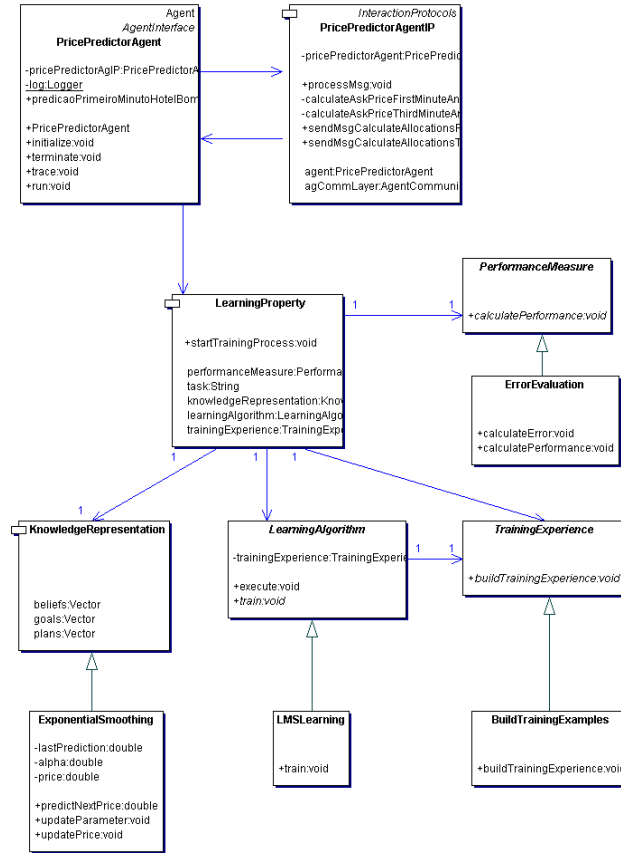 Agent
AgentInterface
PricePredictorAgent
-pricePredictorAgIP:PricePredictorA
-log:Logger
+predicaoPrimeiroMinutoHotelBom
+PricePredictorAgent
+initialize:void
+terminate:void
+trace:void
+run:void
InteractionProtocols
PricePredictorAgentIP
-pricePredictorAgent:PricePredic
+processMsg:void
-calculateAskPriceFirstMinuteAn
-calculateAskPriceThirdMinuteAn
+sendMsgCalculateAllocationsF
+sendMsgCalculateAllocationsT
agent:PricePredictorAgent
agCommLayer:AgentCommuni
LearningProperty
+startTrainingProcess:void
performanceMeasure:Performa
task:String
knowledgeRepresentation:Know
learningAlgorithm:LearningAlgo
trainingExperience:TrainingExpe
1
1
PerformanceMeasure
+calculatePerformance:void
ErrorEvaluation
+calculateError:void
+calculatePerformance:void
1
1
1
1
1
KnowledgeRepresentation
beliefs:Vector
goals:Vector
plans:Vector
LearningAlgorithm
-trainingExperience:TrainingExperie
+execute:void
+train:void
1
1
TrainingExperience
+buildTrainingExperience:void
ExponentialSmoothing
-lastPrediction:double
-alpha:double
-price:double
+predictNextPrice:double
+updateParameter:void
+updatePrice:void
LMSLearning
+train:void
BuildTrainingExamples
+buildTrainingExperience:void